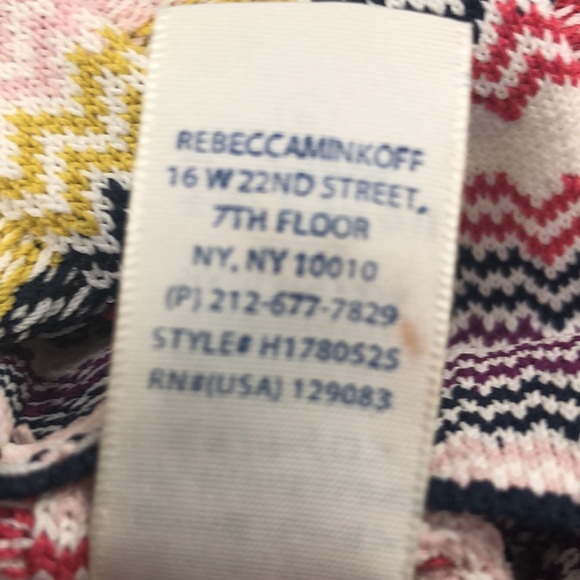 REBECCAMINKOFF
16 W 22ND STREET,
7TH FLOOR
NY, NY 10010
(P) 212-677-7829
STYLE# H1780525
RN#(USA) 129083